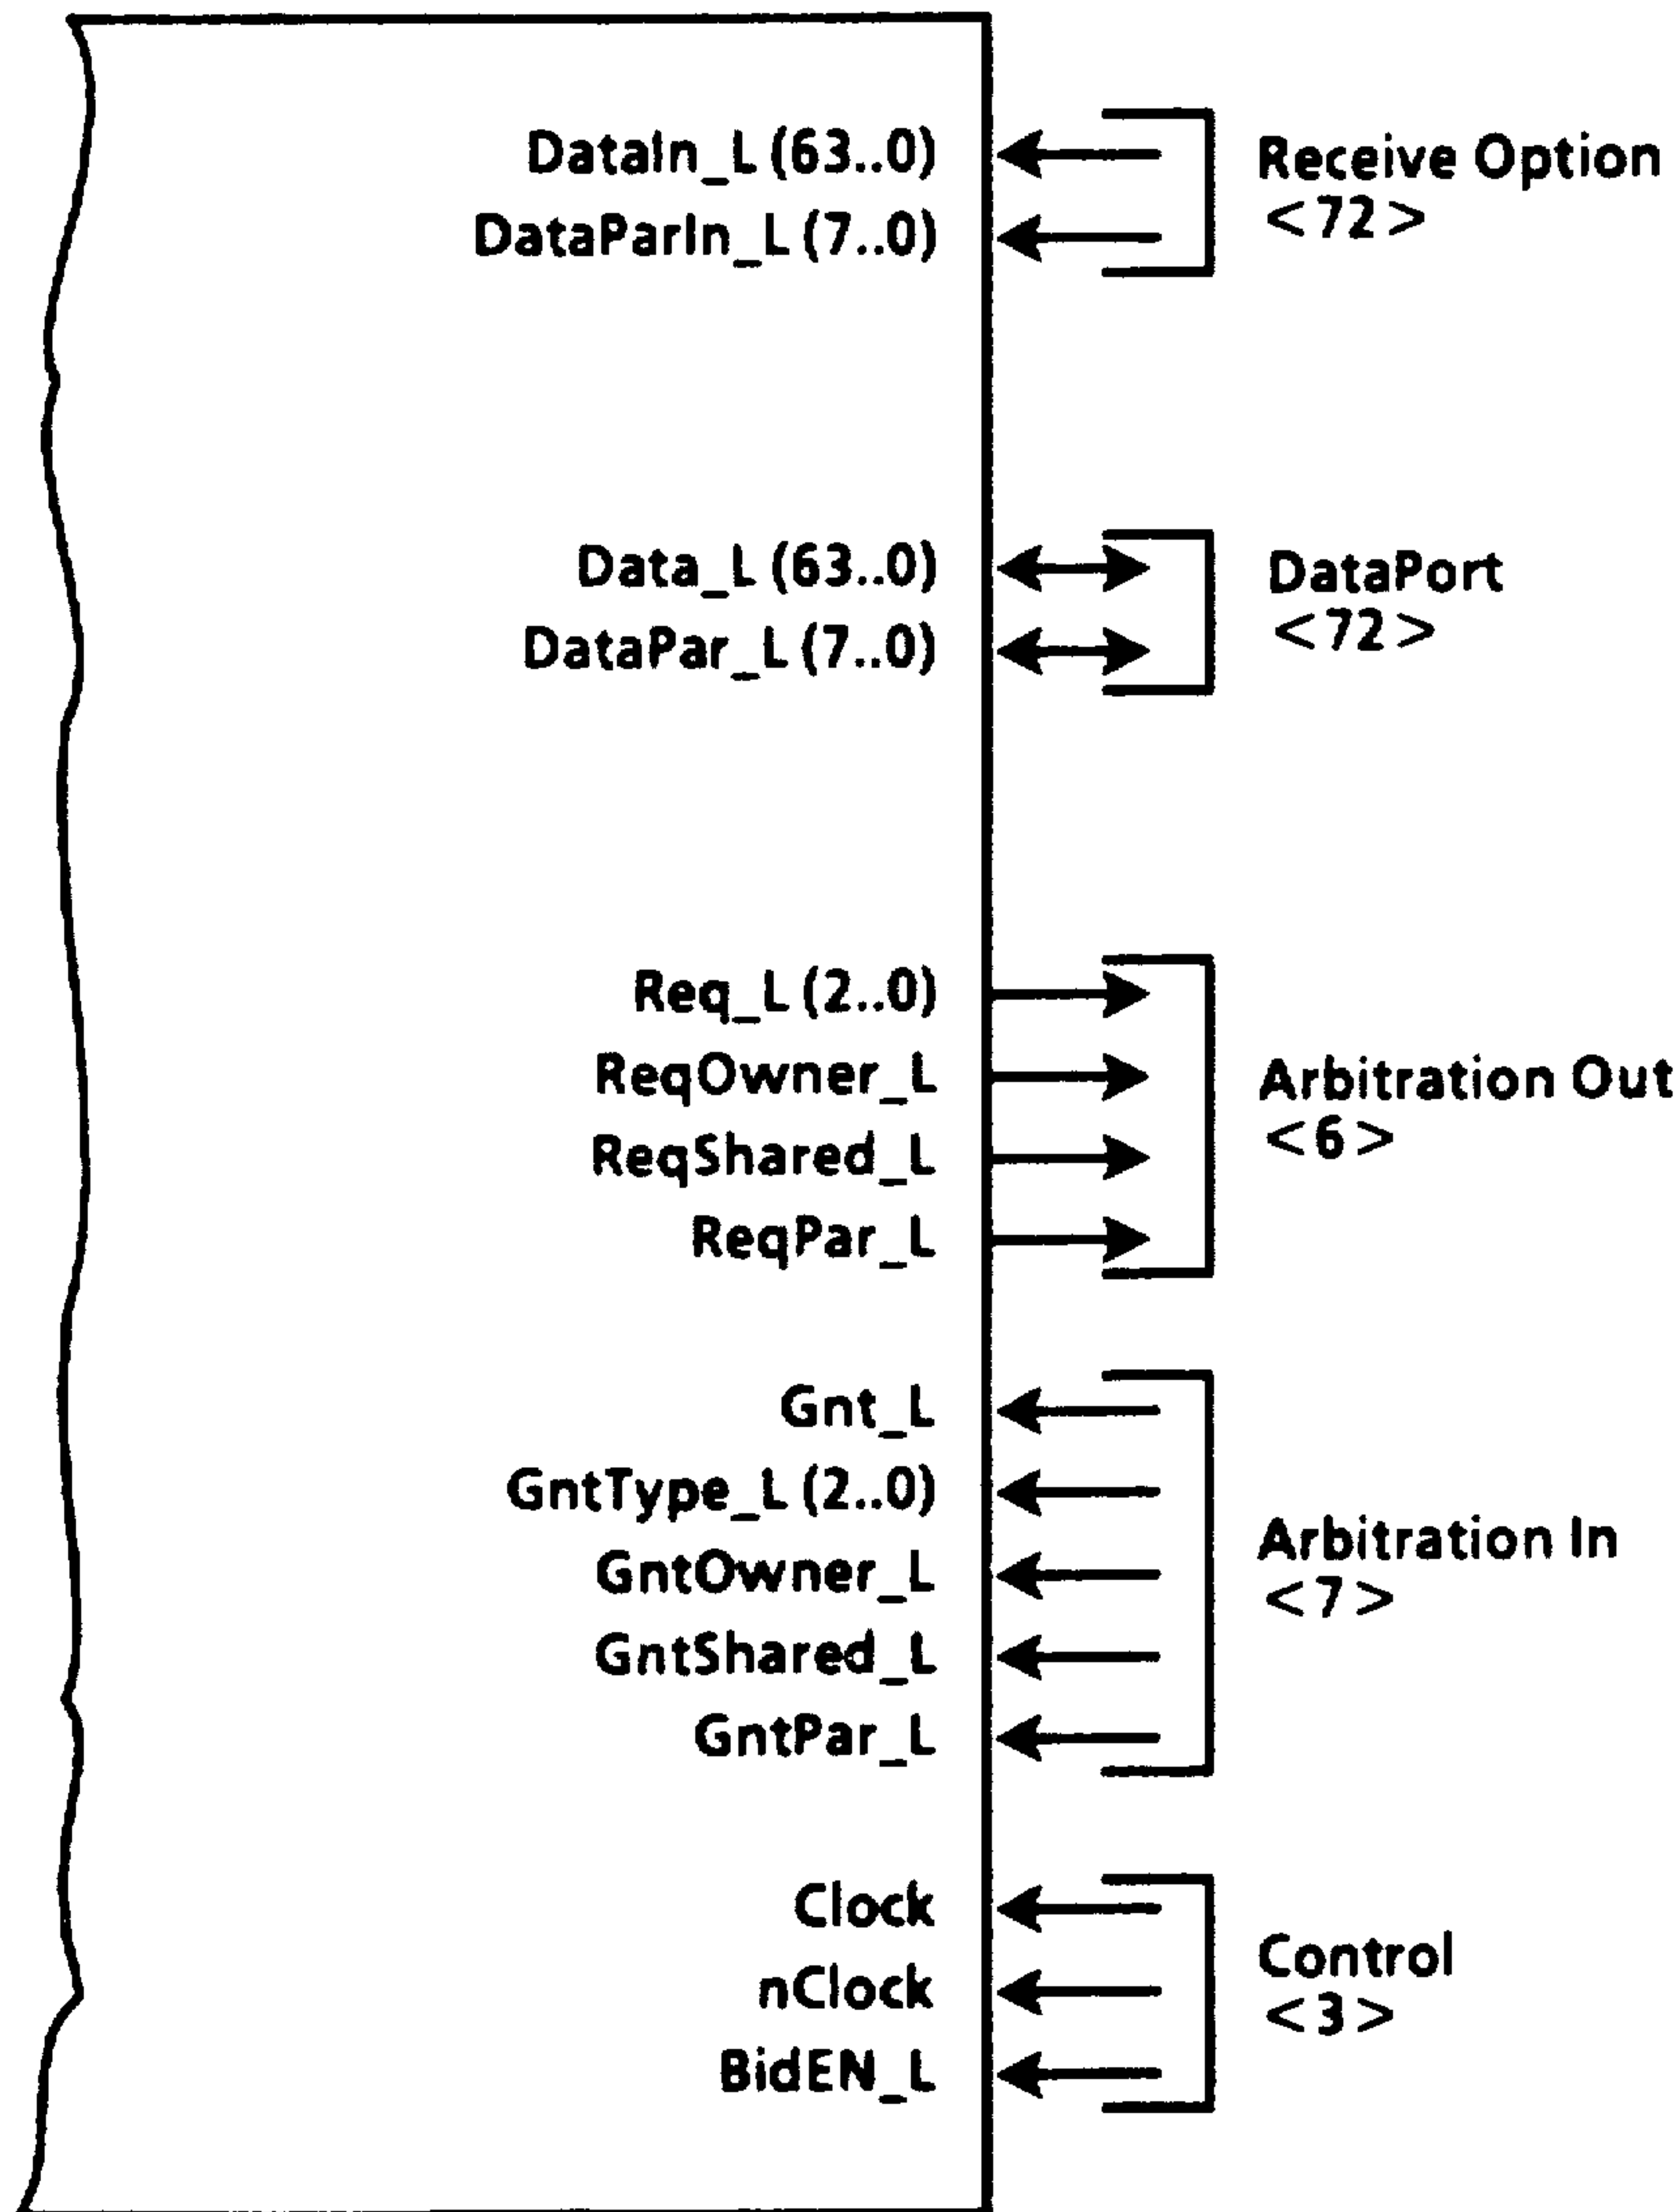 DataIn_L (63..0)
DataParIn_L (7..0)
Receive Option
<72>
Data_L (63..0)
DataPar_L (7..0)
DataPort
<72>
Req_L (2..0)
ReqOwner_L
ReqShared_L
ReqPar_L
Arbitration Out
<6>
Gnt_L
GntType_L (2..0)
GntOwner_L
GntShared_L
GntPar_L
Arbitration In
<7>
Clock
nClock
BidEN_L
Control
<3>